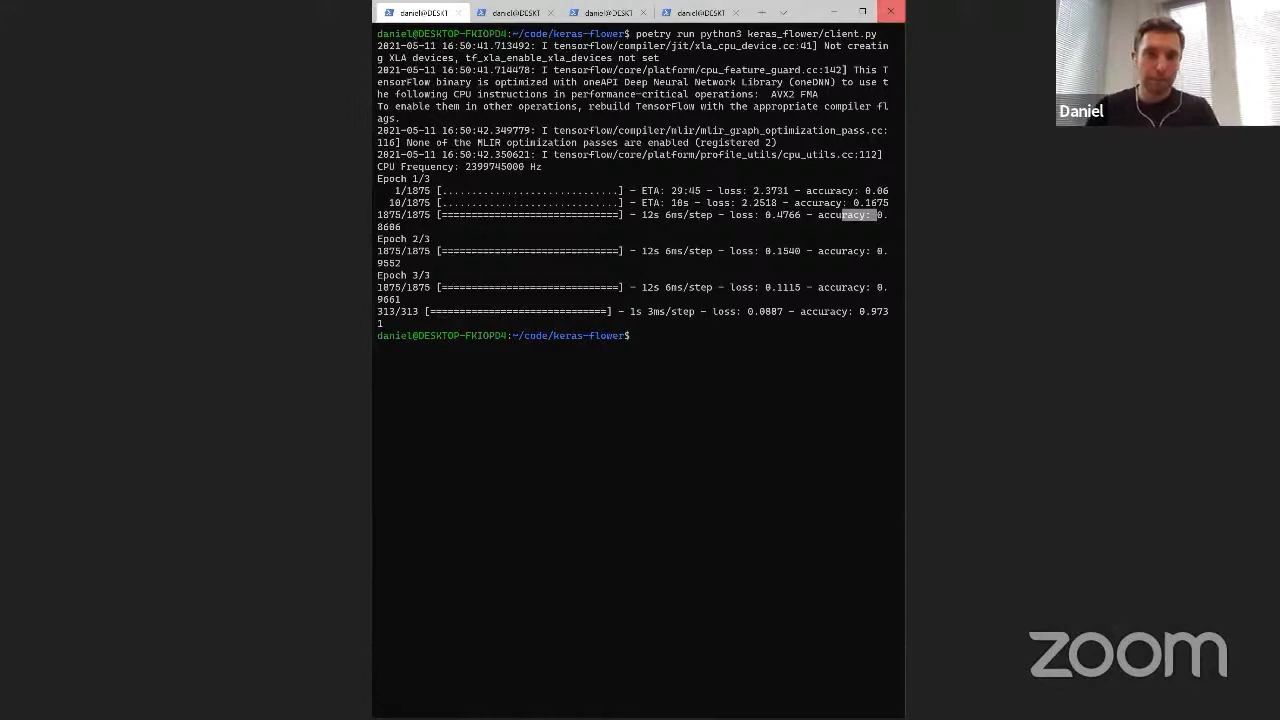 daniel@DESKT
daniel@DESKT
daniel@DESKT
daniel@DESKT
daniel@DESKTOP-FKIOPD4:~/code/keras-flower$ poetry run python3 keras_flower/client.py
2021-05-11 16:50:41.713492: I tensorflow/compiler/jit/xla_cpu_device.cc:41] Not creatin
g XLA devices, tf_xla_enable_xla_devices not set
2021-05-11 16:50:41.714478: I tensorflow/core/platform/cpu_feature_guard.cc:142] This T
ensorFlow binary is optimized with oneAPI Deep Neural Network Library (oneDNN) to use t
he following CPU instructions in performance-critical operations:  AVX2 FMA
To enable them in other operations, rebuild TensorFlow with the appropriate compiler fl
ags.
2021-05-11 16:50:42.349779: I tensorflow/compiler/mlir/mlir_graph_optimization_pass.cc:
116] None of the MLIR optimization passes are enabled (registered 2)
2021-05-11 16:50:42.350621: I tensorflow/core/platform/profile_utils/cpu_utils.cc:112]
CPU Frequency: 2399745000 Hz
Epoch 1/3
1/1875 [..............................] - ETA: 29:45 - loss: 2.3731 - accuracy: 0.06
10/1875 [..............................] - ETA: 10s - loss: 2.2518 - accuracy: 0.1675
1875/1875 [==============================] - 12s 6ms/step - loss: 0.4766 - accuracy: 0.
8606
Epoch 2/3
1875/1875 [==============================] - 12s 6ms/step - loss: 0.1540 - accuracy: 0.
9552
Epoch 3/3
1875/1875 [==============================] - 12s 6ms/step - loss: 0.1115 - accuracy: 0.
9661
313/313 [==============================] - 1s 3ms/step - loss: 0.0887 - accuracy: 0.973
1
daniel@DESKTOP-FKIOPD4:~/code/keras-flower$
Daniel
zoom